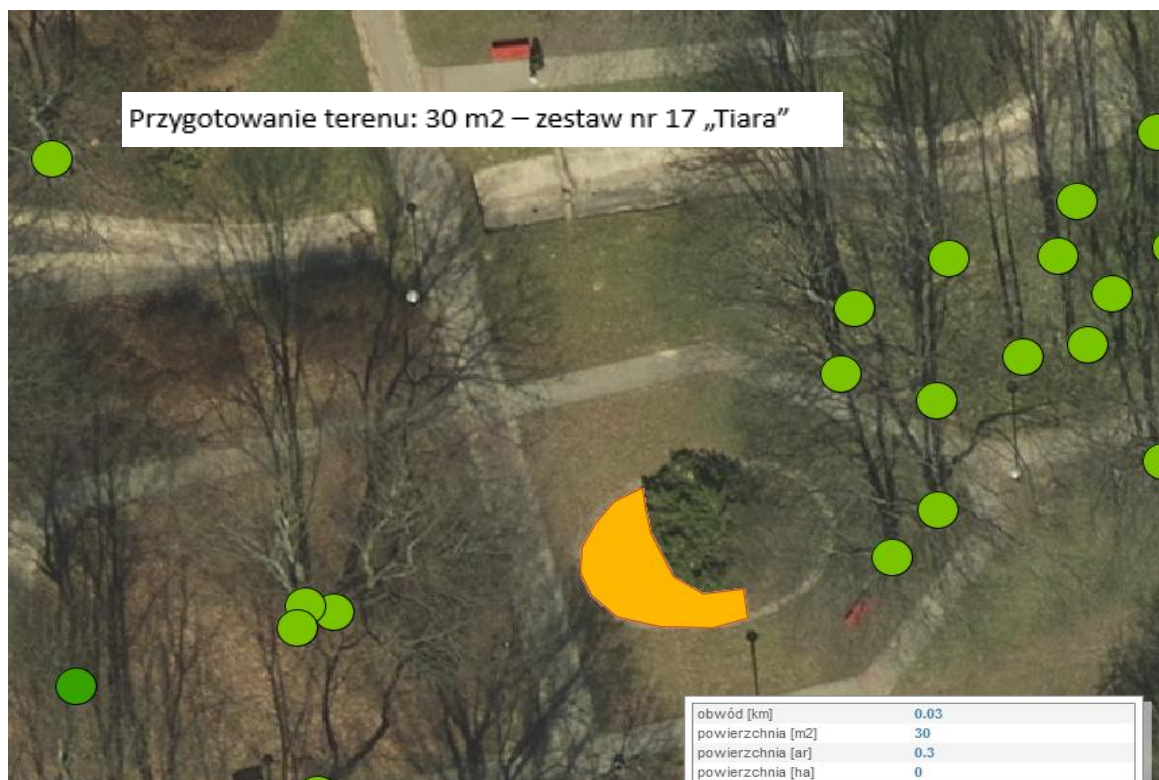 Przygotowanie terenu: 30 m2 – zestaw nr 17 „Tiara”
obwód [km] 0.03
powierzchnia [m2] 30
powierzchnia [ar] 0.3
powierzchnia [ha] 0